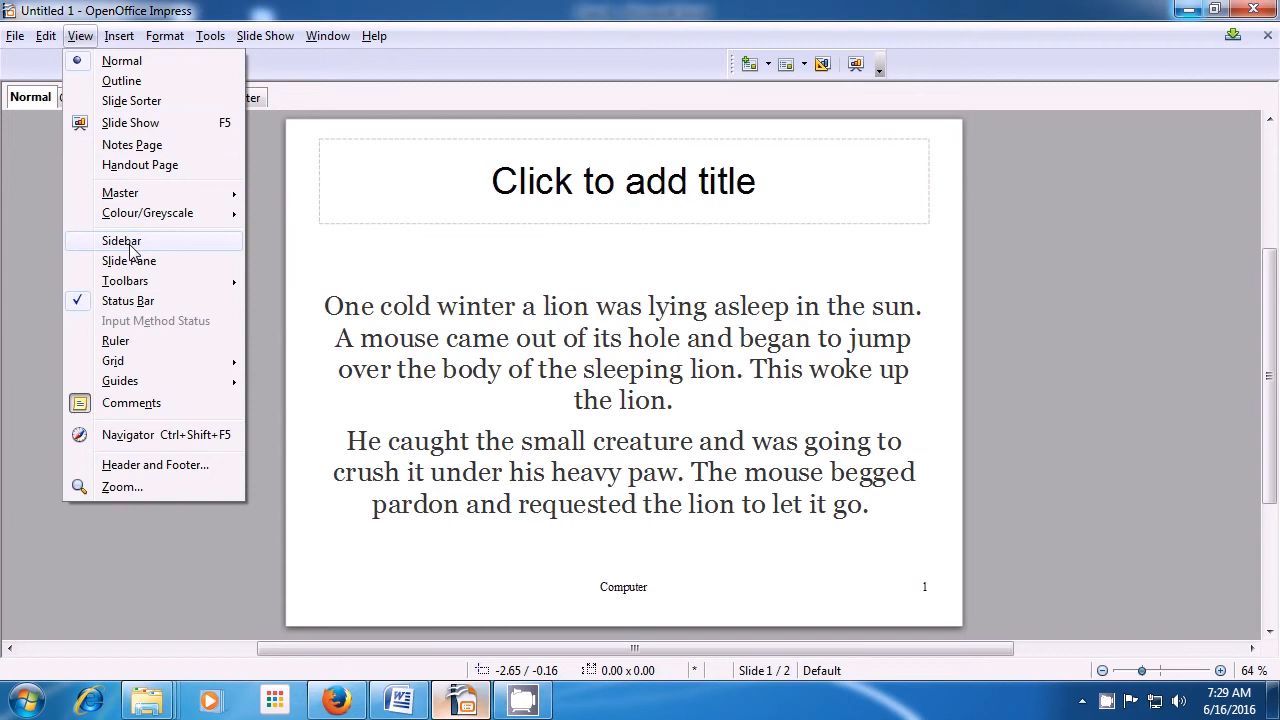 Untitled 1 - OpenOffice Impress
File Edit View Insert Format Tools Slide Show Window Help
Normal
Outline
Slide Sorter
Slide Show F5
Notes Page
Handout Page
Master
Colour/Greyscale
Sidebar
Slide Pane
Toolbars
Status Bar
Input Method Status
Ruler
Grid
Guides
Comments
Navigator Ctrl+Shift+F5
Header and Footer...
Zoom...
Normal
Click to add title
One cold winter a lion was lying asleep in the sun.
A mouse came out of its hole and began to jump
over the body of the sleeping lion. This woke up
the lion.
He caught the small creature and was going to
crush it under his heavy paw. The mouse begged
pardon and requested the lion to let it go.
Computer 1
-2.65 / -0.16 0.00 x 0.00 * Slide 1 / 2 Default 64 %
7:29 AM
6/16/2016